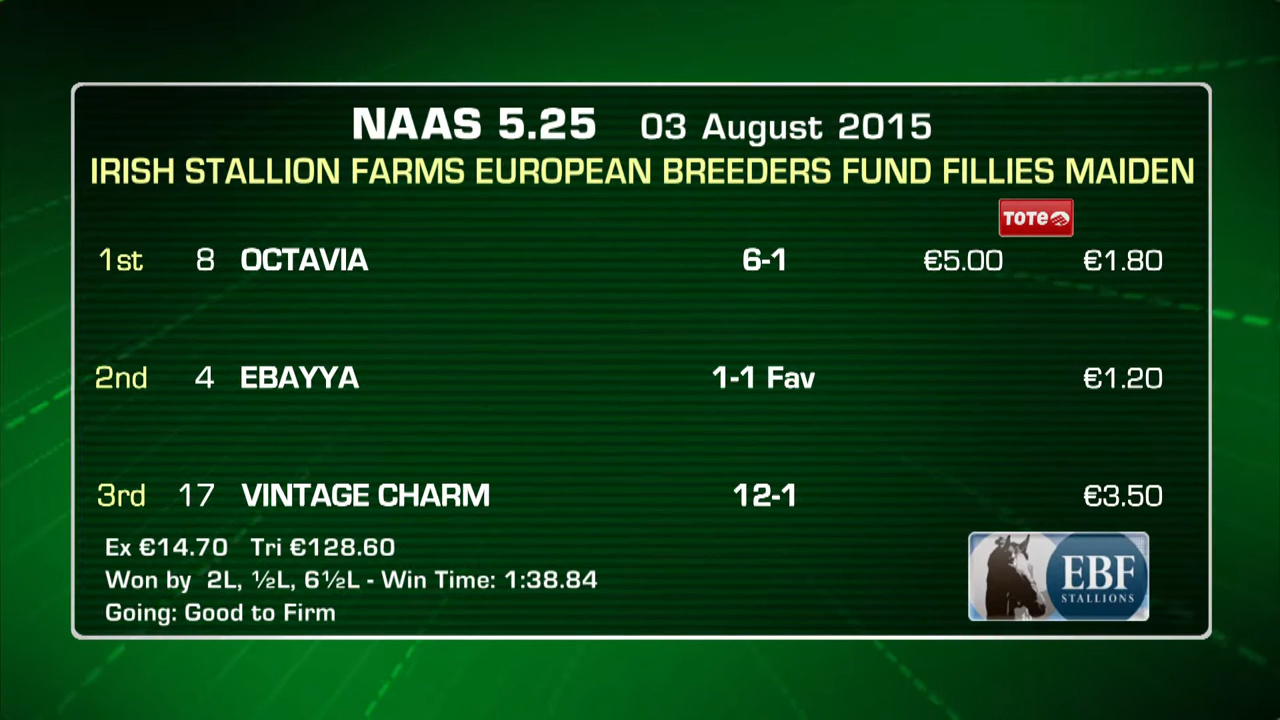 NAAS 5.25 03 August 2015
IRISH STALLION FARMS EUROPEAN BREEDERS FUND FILLIES MAIDEN
TOTE
1st 8 OCTAVIA 6-1 €5.00 €1.80
2nd 4 EBAYYA 1-1 Fav €1.20
3rd 17 VINTAGE CHARM 12-1 €3.50
Ex €14.70 Tri €128.60
Won by 2L, ½L, 6½L - Win Time: 1:38.84
Going: Good to Firm
EBF
STALLIONS